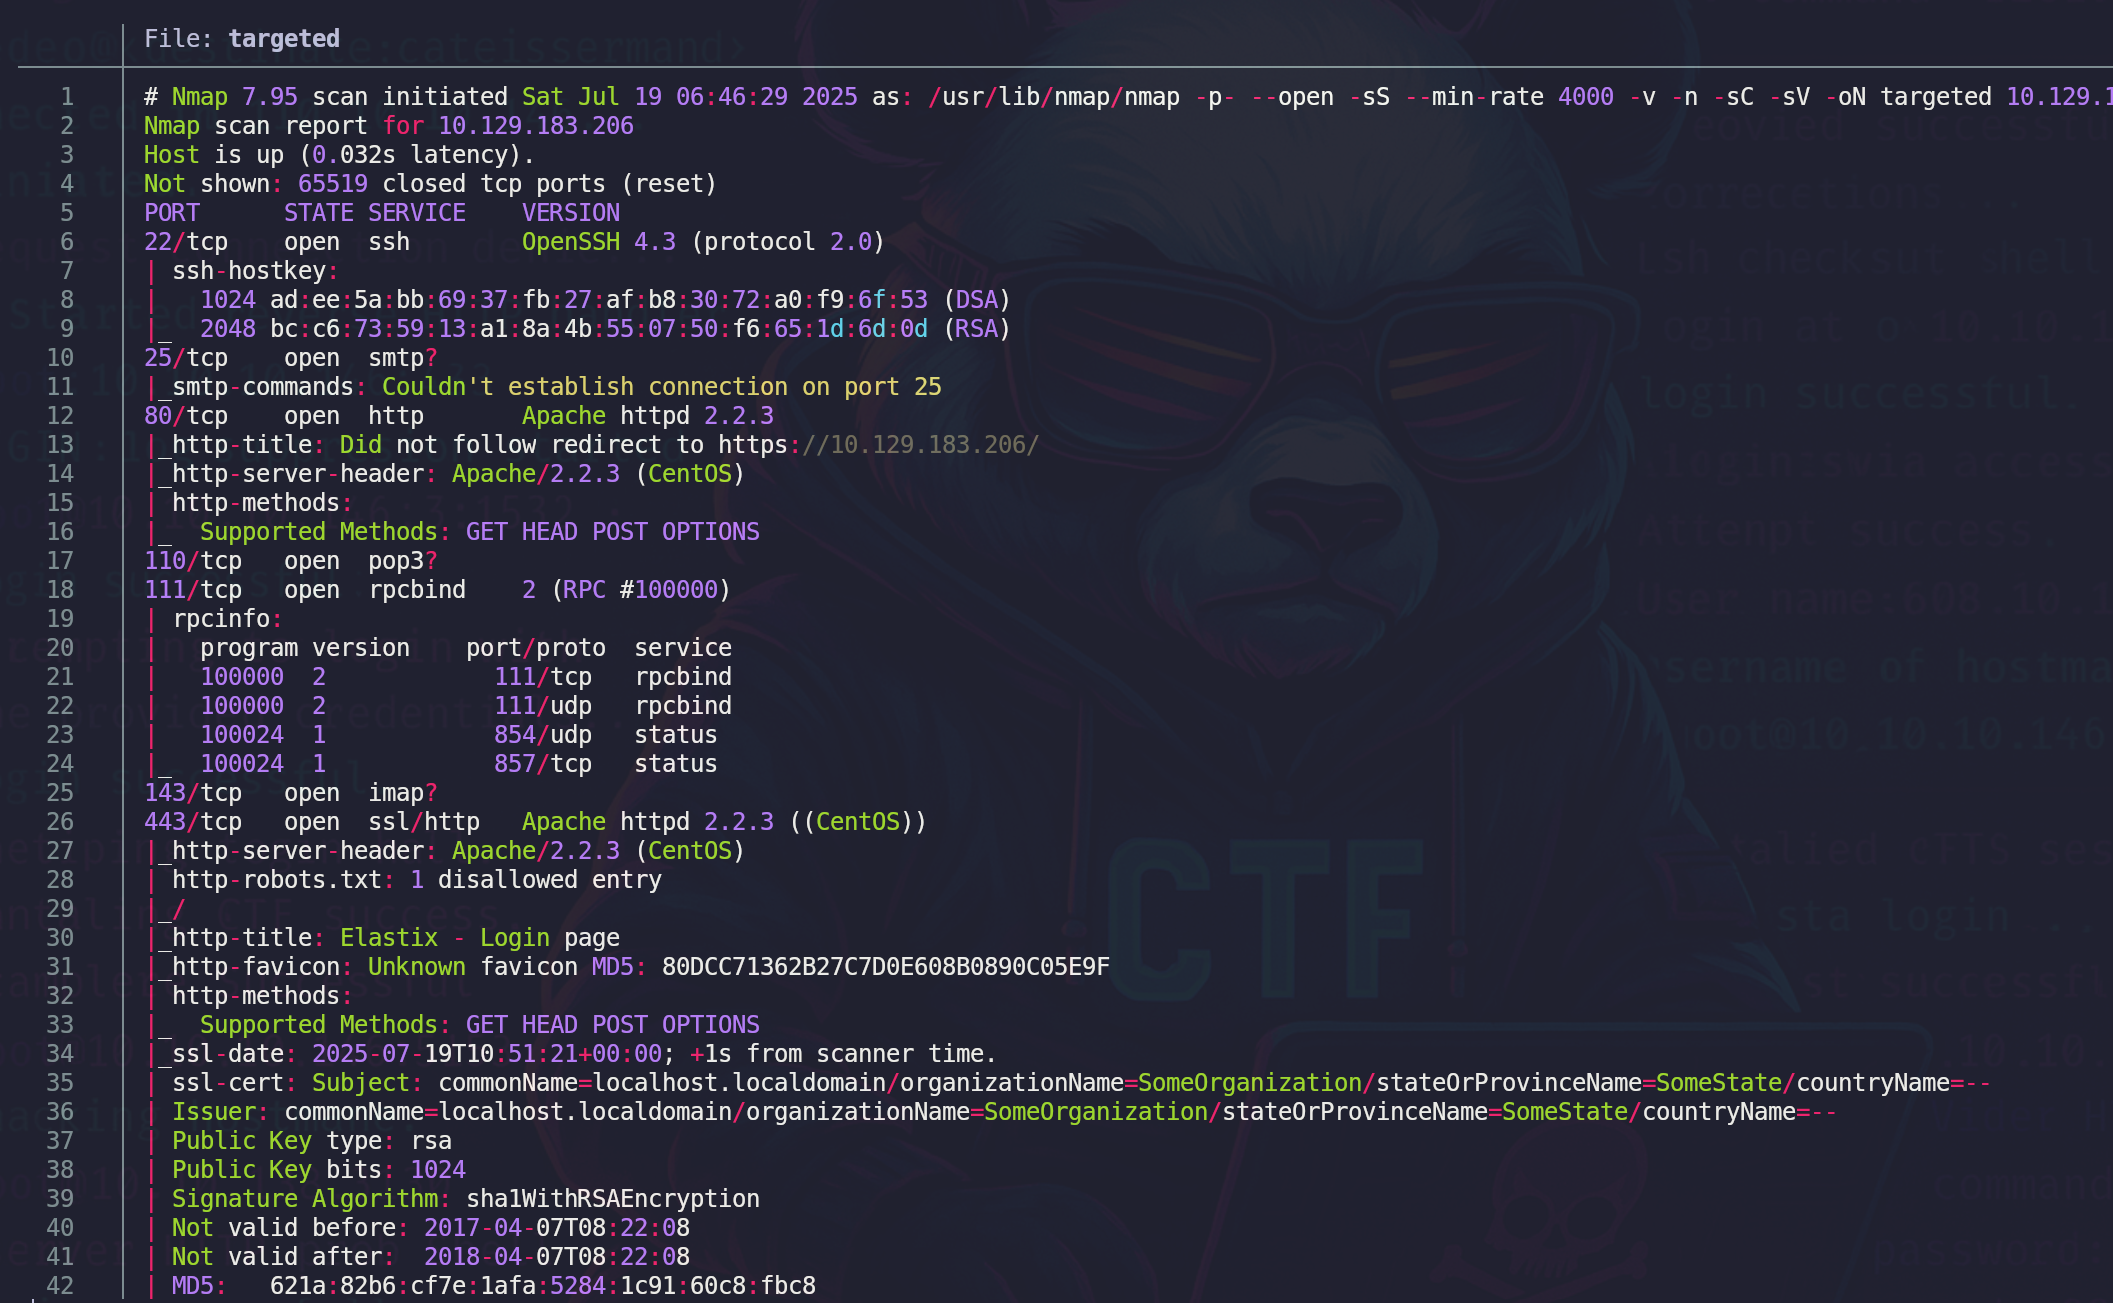 File: targeted
1 # Nmap 7.95 scan initiated Sat Jul 19 06:46:29 2025 as: /usr/lib/nmap/nmap -p- --open -sS --min-rate 4000 -v -n -sC -sV -oN targeted 10.129.1
2 Nmap scan report for 10.129.183.206
3 Host is up (0.032s latency).
4 Not shown: 65519 closed tcp ports (reset)
5 PORT      STATE SERVICE    VERSION
6 22/tcp    open  ssh        OpenSSH 4.3 (protocol 2.0)
7 | ssh-hostkey:
8 |   1024 ad:ee:5a:bb:69:37:fb:27:af:b8:30:72:a0:f9:6f:53 (DSA)
9 |_  2048 bc:c6:73:59:13:a1:8a:4b:55:07:50:f6:65:1d:6d:0d (RSA)
10 25/tcp    open  smtp?
11 |_smtp-commands: Couldn't establish connection on port 25
12 80/tcp    open  http       Apache httpd 2.2.3
13 |_http-title: Did not follow redirect to https://10.129.183.206/
14 |_http-server-header: Apache/2.2.3 (CentOS)
15 | http-methods:
16 |_  Supported Methods: GET HEAD POST OPTIONS
17 110/tcp   open  pop3?
18 111/tcp   open  rpcbind    2 (RPC #100000)
19 | rpcinfo:
20 |   program version    port/proto  service
21 |   100000  2            111/tcp   rpcbind
22 |   100000  2            111/udp   rpcbind
23 |   100024  1            854/udp   status
24 |_  100024  1            857/tcp   status
25 143/tcp   open  imap?
26 443/tcp   open  ssl/http   Apache httpd 2.2.3 ((CentOS))
27 |_http-server-header: Apache/2.2.3 (CentOS)
28 | http-robots.txt: 1 disallowed entry
29 |_/
30 |_http-title: Elastix - Login page
31 |_http-favicon: Unknown favicon MD5: 80DCC71362B27C7D0E608B0890C05E9F
32 | http-methods:
33 |_  Supported Methods: GET HEAD POST OPTIONS
34 |_ssl-date: 2025-07-19T10:51:21+00:00; +1s from scanner time.
35 | ssl-cert: Subject: commonName=localhost.localdomain/organizationName=SomeOrganization/stateOrProvinceName=SomeState/countryName=--
36 | Issuer: commonName=localhost.localdomain/organizationName=SomeOrganization/stateOrProvinceName=SomeState/countryName=--
37 | Public Key type: rsa
38 | Public Key bits: 1024
39 | Signature Algorithm: sha1WithRSAEncryption
40 | Not valid before: 2017-04-07T08:22:08
41 | Not valid after:  2018-04-07T08:22:08
42 | MD5:   621a:82b6:cf7e:1afa:5284:1c91:60c8:fbc8
CTF